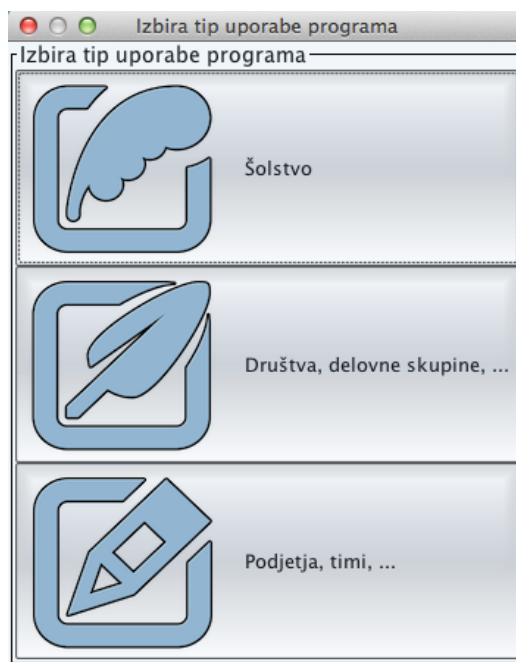 Izbira tip uporabe programa
Izbira tip uporabe programa
Šolstvo
Društva, delovne skupine, ...
Podjetja, timi, ...